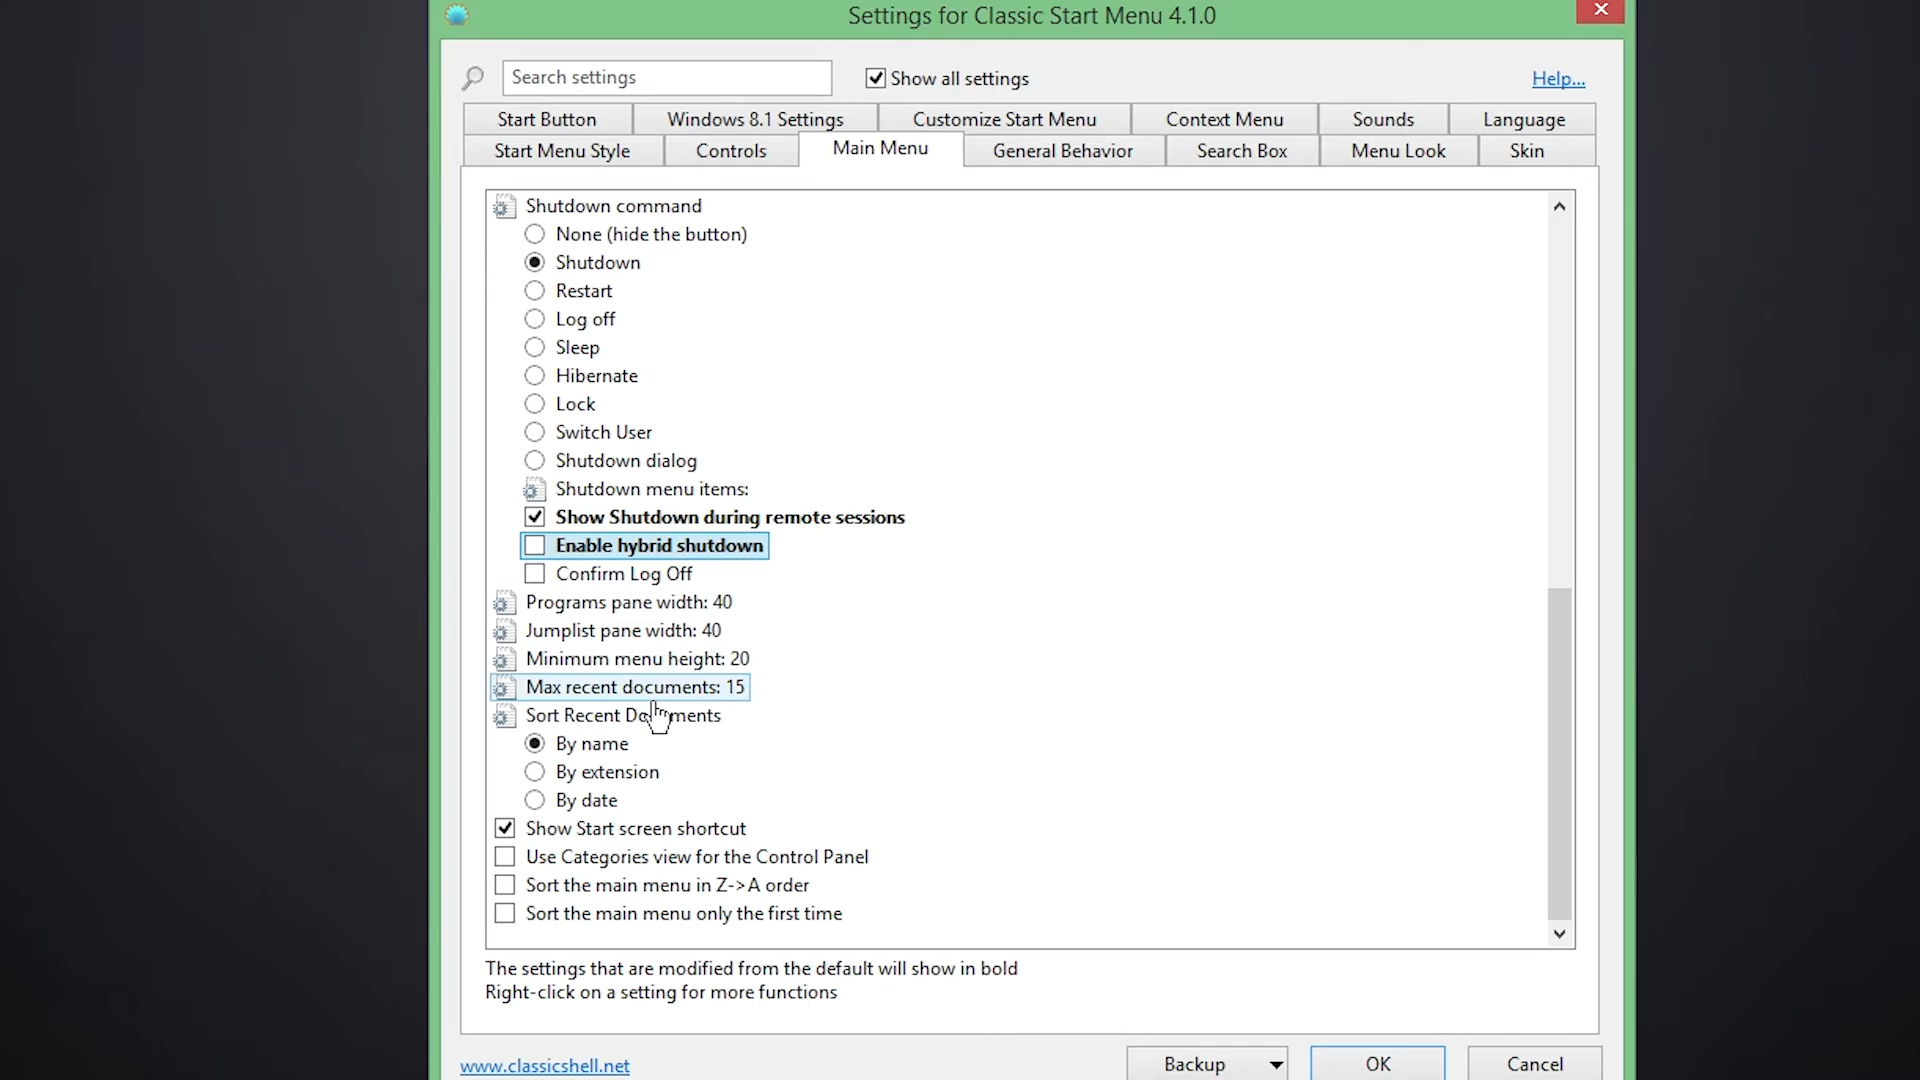 Settings for Classic Start Menu 4.1.0
Search settings
Show all settings
Help...
Start Button
Windows 8.1 Settings
Customize Start Menu
Context Menu
Sounds
Language
Start Menu Style
Controls
Main Menu
General Behavior
Search Box
Menu Look
Skin
Shutdown command
None (hide the button)
Shutdown
Restart
Log off
Sleep
Hibernate
Lock
Switch User
Shutdown dialog
Shutdown menu items:
Show Shutdown during remote sessions
Enable hybrid shutdown
Confirm Log Off
Programs pane width: 40
Jumplist pane width: 40
Minimum menu height: 20
Max recent documents: 15
Sort Recent Documents
By name
By extension
By date
Show Start screen shortcut
Use Categories view for the Control Panel
Sort the main menu in Z->A order
Sort the main menu only the first time
The settings that are modified from the default will show in bold
Right-click on a setting for more functions
www.classicshell.net
Backup
OK
Cancel